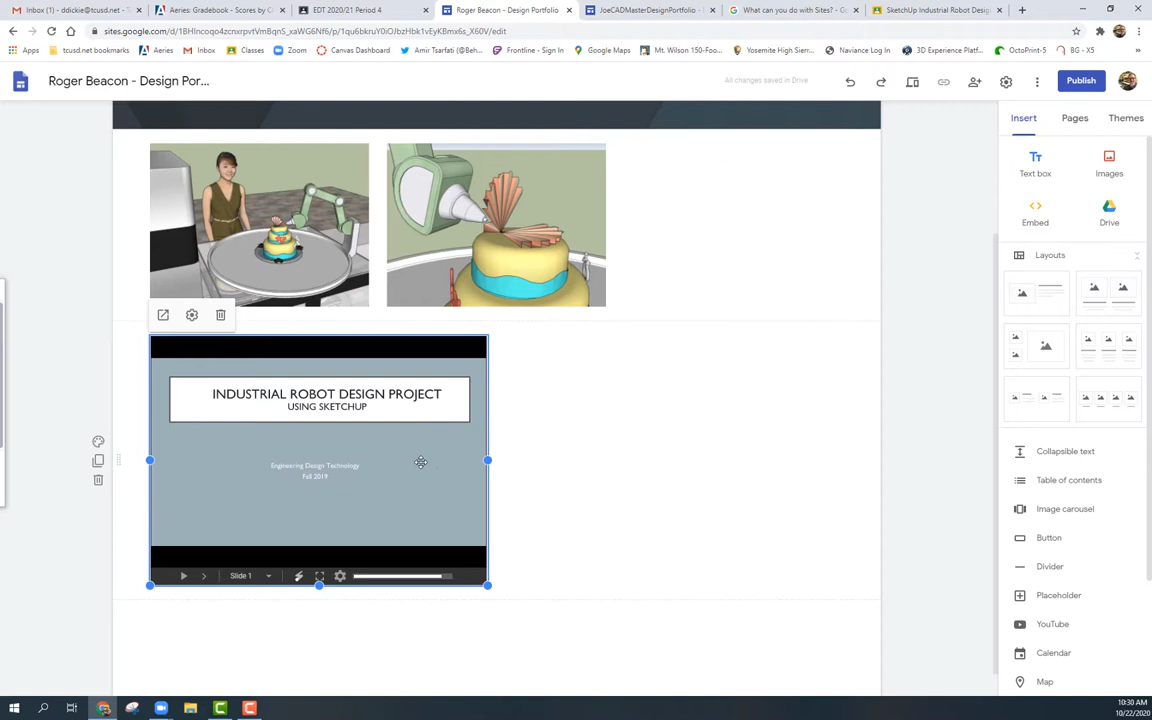 Inbox (1) - ddickie@tcusd.net
Aeries: Gradebook - Scores by C
EDT 2020/21 Period 4
Roger Beacon - Design Portfolio
JoeCADMasterDesignPortfolio -
What can you do with Sites? - G
SketchUp Industrial Robot Design
sites.google.com/d/1BHIncoqo4zcnxrpvtVmBqnS_xaWG6Nf6/p/1qu6bkruY0iOJbzHbk1vEyKBmx6s_X60V/edit
Apps
tcusd.net bookmarks
Inbox
Classes
Zoom
Canvas Dashboard
Amir Tsarfati (@Beh...
Frontline - Sign In
Google Maps
Mt. Wilson 150-Foo...
Yosemite High Sierr...
Naviance Log In
3D Experience Platf...
OctoPrint-5
BG - X5
Roger Beacon - Design Por...
All changes saved in Drive
Publish
Insert
Pages
Themes
Text box
Images
Embed
Drive
Layouts
INDUSTRIAL ROBOT DESIGN PROJECT
USING SKETCHUP
Engineering Design Technology
Fall 2019
Slide 1
Collapsible text
Table of contents
Image carousel
Button
Divider
Placeholder
YouTube
Calendar
Map
10:30 AM
10/22/2020